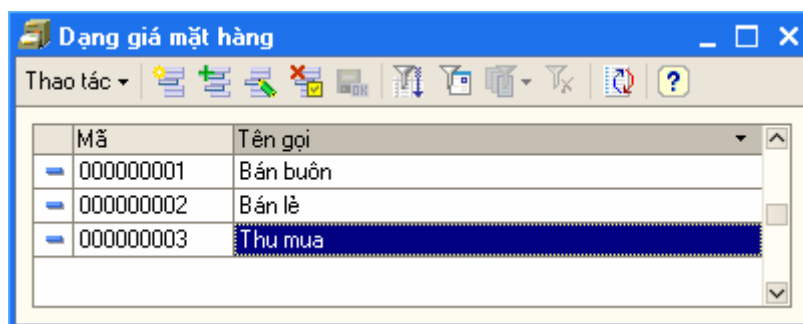 Dạng giá mặt hàng
Thao tác
Mã Tên gọi
000000001 Bán buôn
000000002 Bán lẻ
000000003 Thu mua